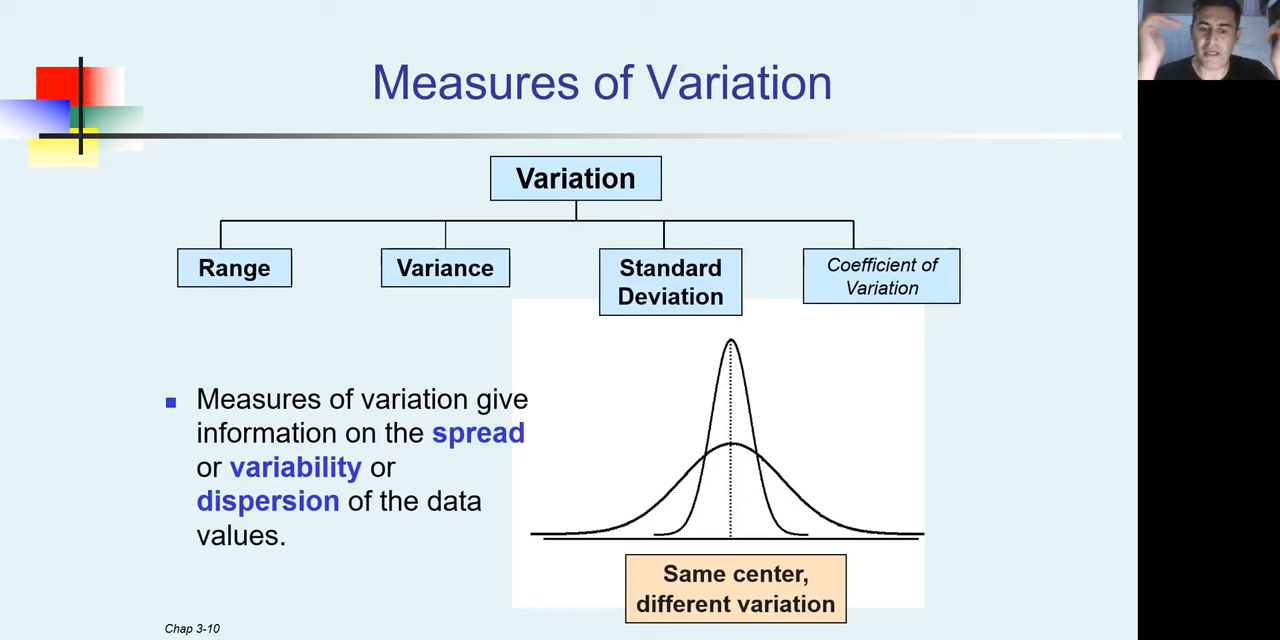 Measures of Variation
Variation
Range
Variance
Standard
Deviation
Coefficient of
Variation
Measures of variation give
information on the spread
or variability or
dispersion of the data
values.
Same center,
different variation
Chap 3-10